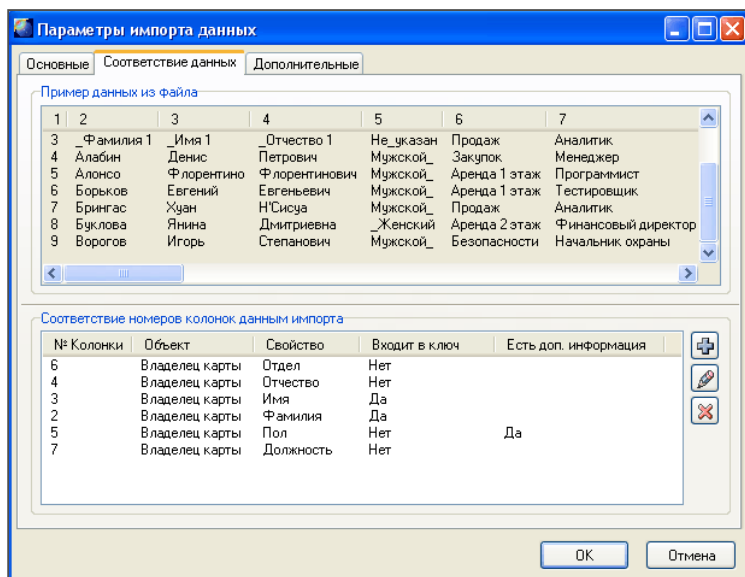 Параметры импорта данных
Основные Соответствие данных Дополнительные
Пример данных из файла
1 2 3 4 5 6 7
3 _Фамилия 1 _Имя 1 _Отчество 1 Не_указан Продаж Аналитик
4 Алабин Денис Петрович Мужской_ Закупок Менеджер
5 Алонсо Флорентино Флорентинович Мужской_ Аренда 1 этаж Программист
6 Борьков Евгений Евгеньевич Мужской_ Аренда 1 этаж Тестировщик
7 Брингас Хуан Н'Сисуа Мужской_ Продаж Аналитик
8 Буклова Янина Дмитриевна _Женский Аренда 2 этаж Финансовый директор
9 Ворогов Игорь Степанович Мужской_ Безопасности Начальник охраны
Соответствие номеров колонок данным импорта
№ Колонки Объект Свойство Входит в ключ Есть доп. информация
6 Владелец карты Отдел Нет
4 Владелец карты Отчество Нет
3 Владелец карты Имя Да
2 Владелец карты Фамилия Да
5 Владелец карты Пол Нет Да
7 Владелец карты Должность Нет
OK Отмена